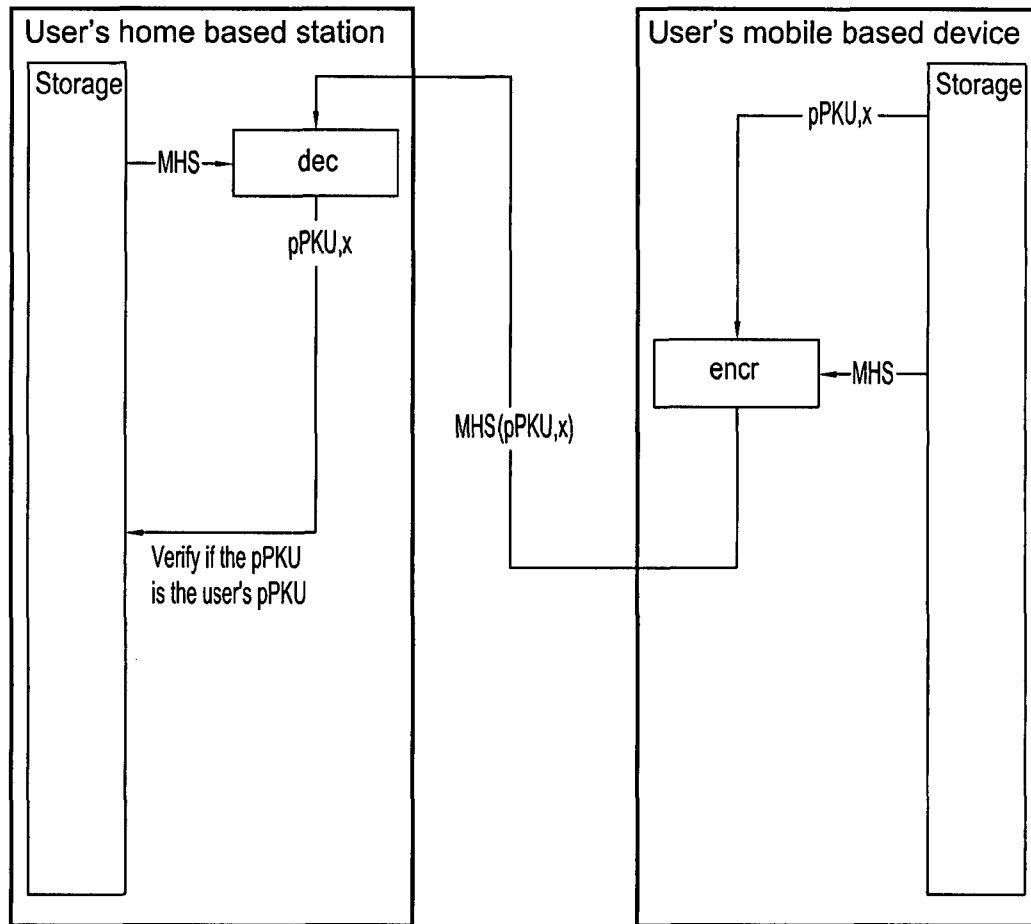 User's home based station
Storage
MHS
dec
pPKU,x
Verify if the pPKU
is the user's pPKU
MHS(pPKU,x)
User's mobile based device
Storage
pPKU,x
encr
MHS